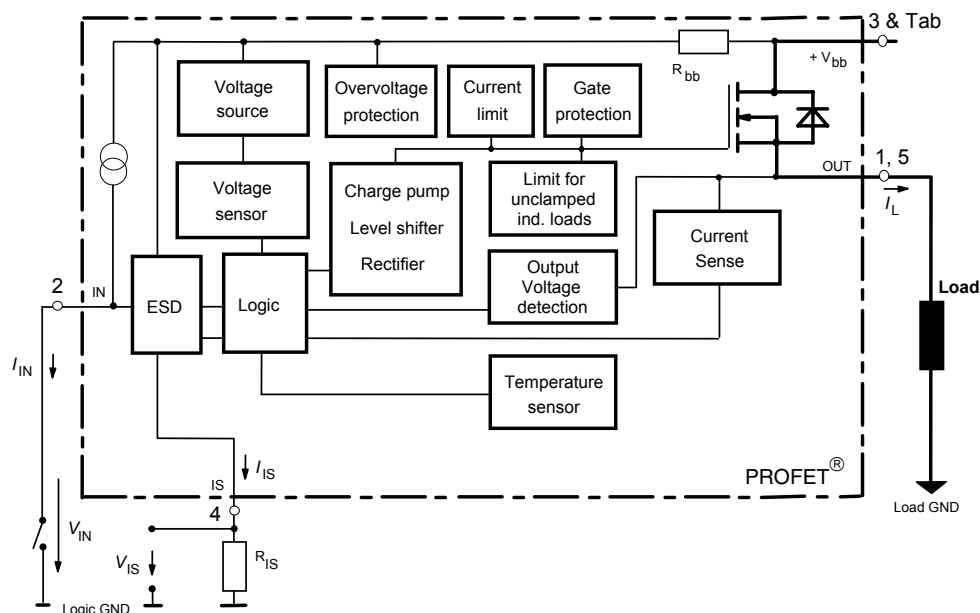 3 & Tab
R bb
+ V bb
Voltage
source
Overvoltage
protection
Current
limit
Gate
protection
Voltage
sensor
Charge pump
Level shifter
Rectifier
Limit for
unclamped
ind. loads
OUT
1, 5
I L
Current
Sense
2
IN
ESD
Logic
Output
Voltage
detection
Load
I IN
Temperature
sensor
I IS
PROFET®
IS
4
Load GND
V IN
V IS
R IS
Logic GND